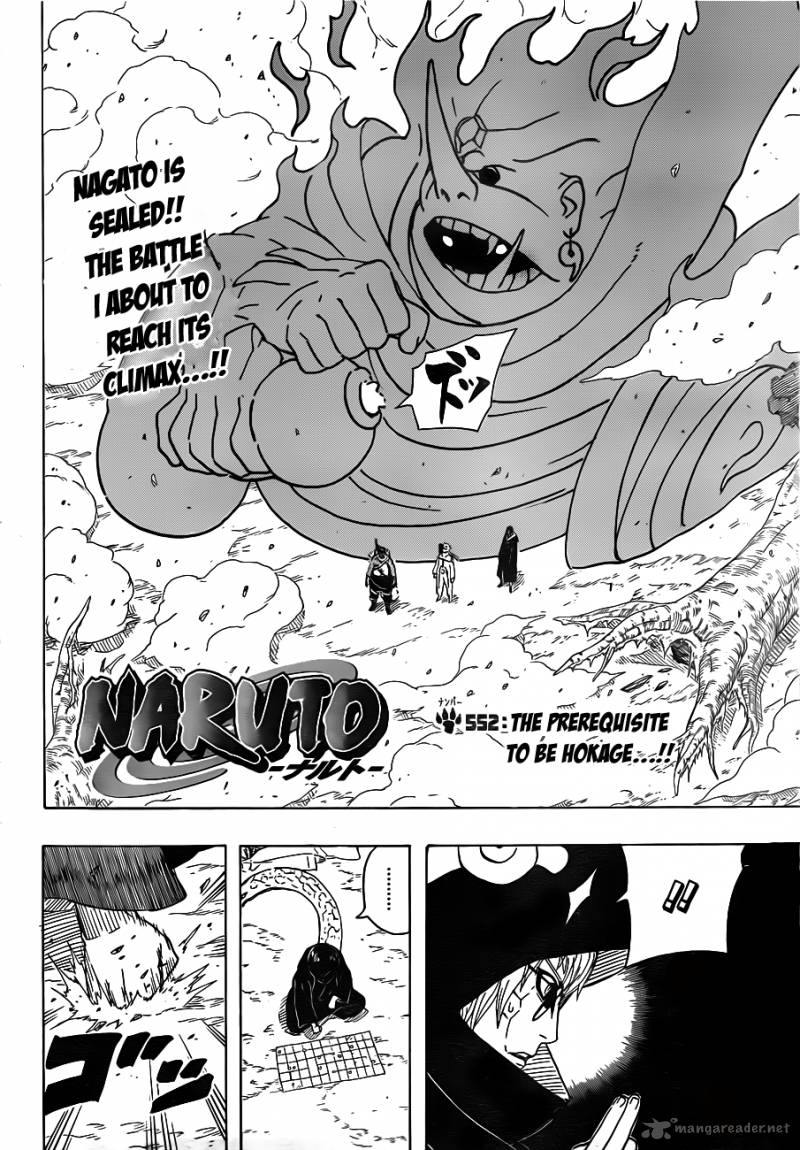 NAGATO IS
SEALED!!
THE BATTLE
I ABOUT TO
REACH ITS
CLIMAX...!!
ズッ
NARUTO
-ナルト-
ナンバー
552: THE PREREQUISITE
TO BE HOKAGE...!!
ゴッ
.........
!!
mangareader.net